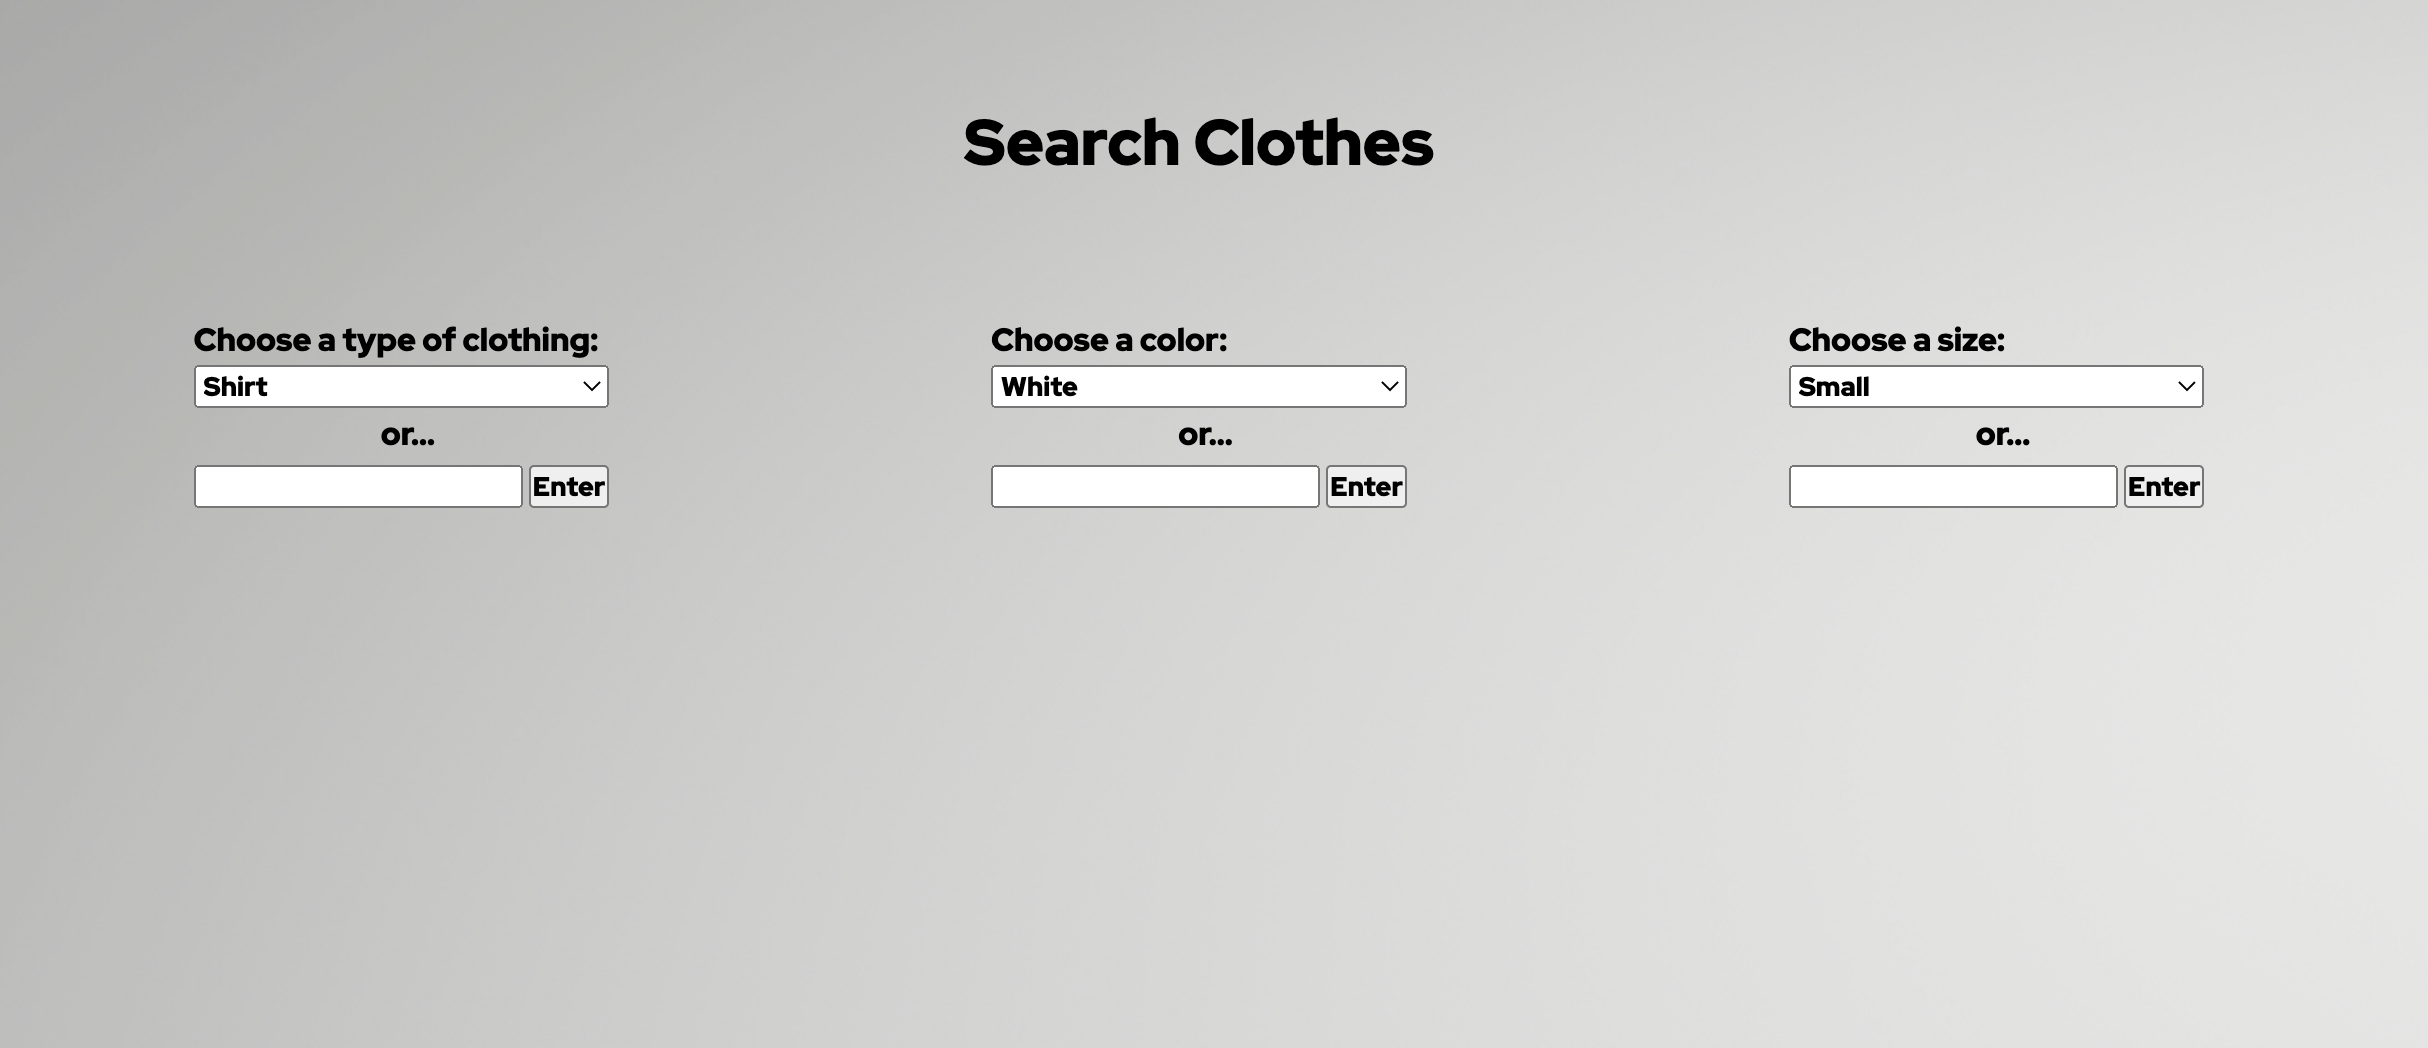 Search Clothes
Choose a type of clothing:
Shirt
or...
Enter
Choose a color:
White
or...
Enter
Choose a size:
Small
or...
Enter